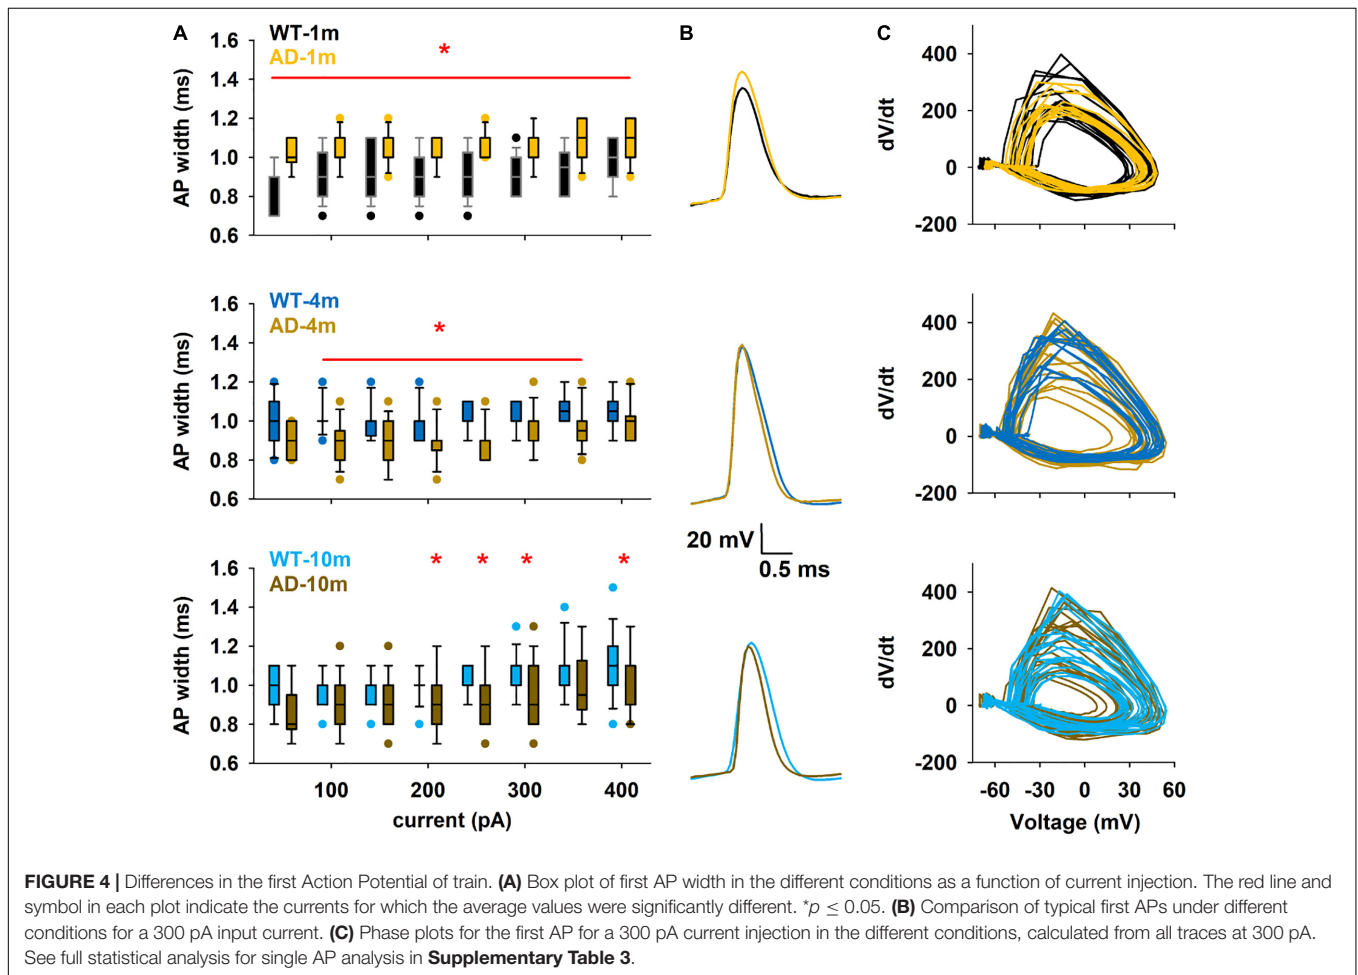 A
B
C
WT-1m
AD-1m
*
AP width (ms)
1.6
1.4
1.2
1.0
0.8
0.6
dV/dt
400
200
0
-200
WT-4m
AD-4m
*
AP width (ms)
1.6
1.4
1.2
1.0
0.8
0.6
20 mV
0.5 ms
dV/dt
400
200
0
-200
WT-10m
AD-10m
* * * *
AP width (ms)
1.6
1.4
1.2
1.0
0.8
0.6
100 200 300 400
current (pA)
dV/dt
400
200
0
-200
-60 -30 0 30 60
Voltage (mV)
FIGURE 4 | Differences in the first Action Potential of train. (A) Box plot of first AP width in the different conditions as a function of current injection. The red line and
symbol in each plot indicate the currents for which the average values were significantly different. *p ≤ 0.05. (B) Comparison of typical first APs under different
conditions for a 300 pA input current. (C) Phase plots for the first AP for a 300 pA current injection in the different conditions, calculated from all traces at 300 pA.
See full statistical analysis for single AP analysis in Supplementary Table 3.